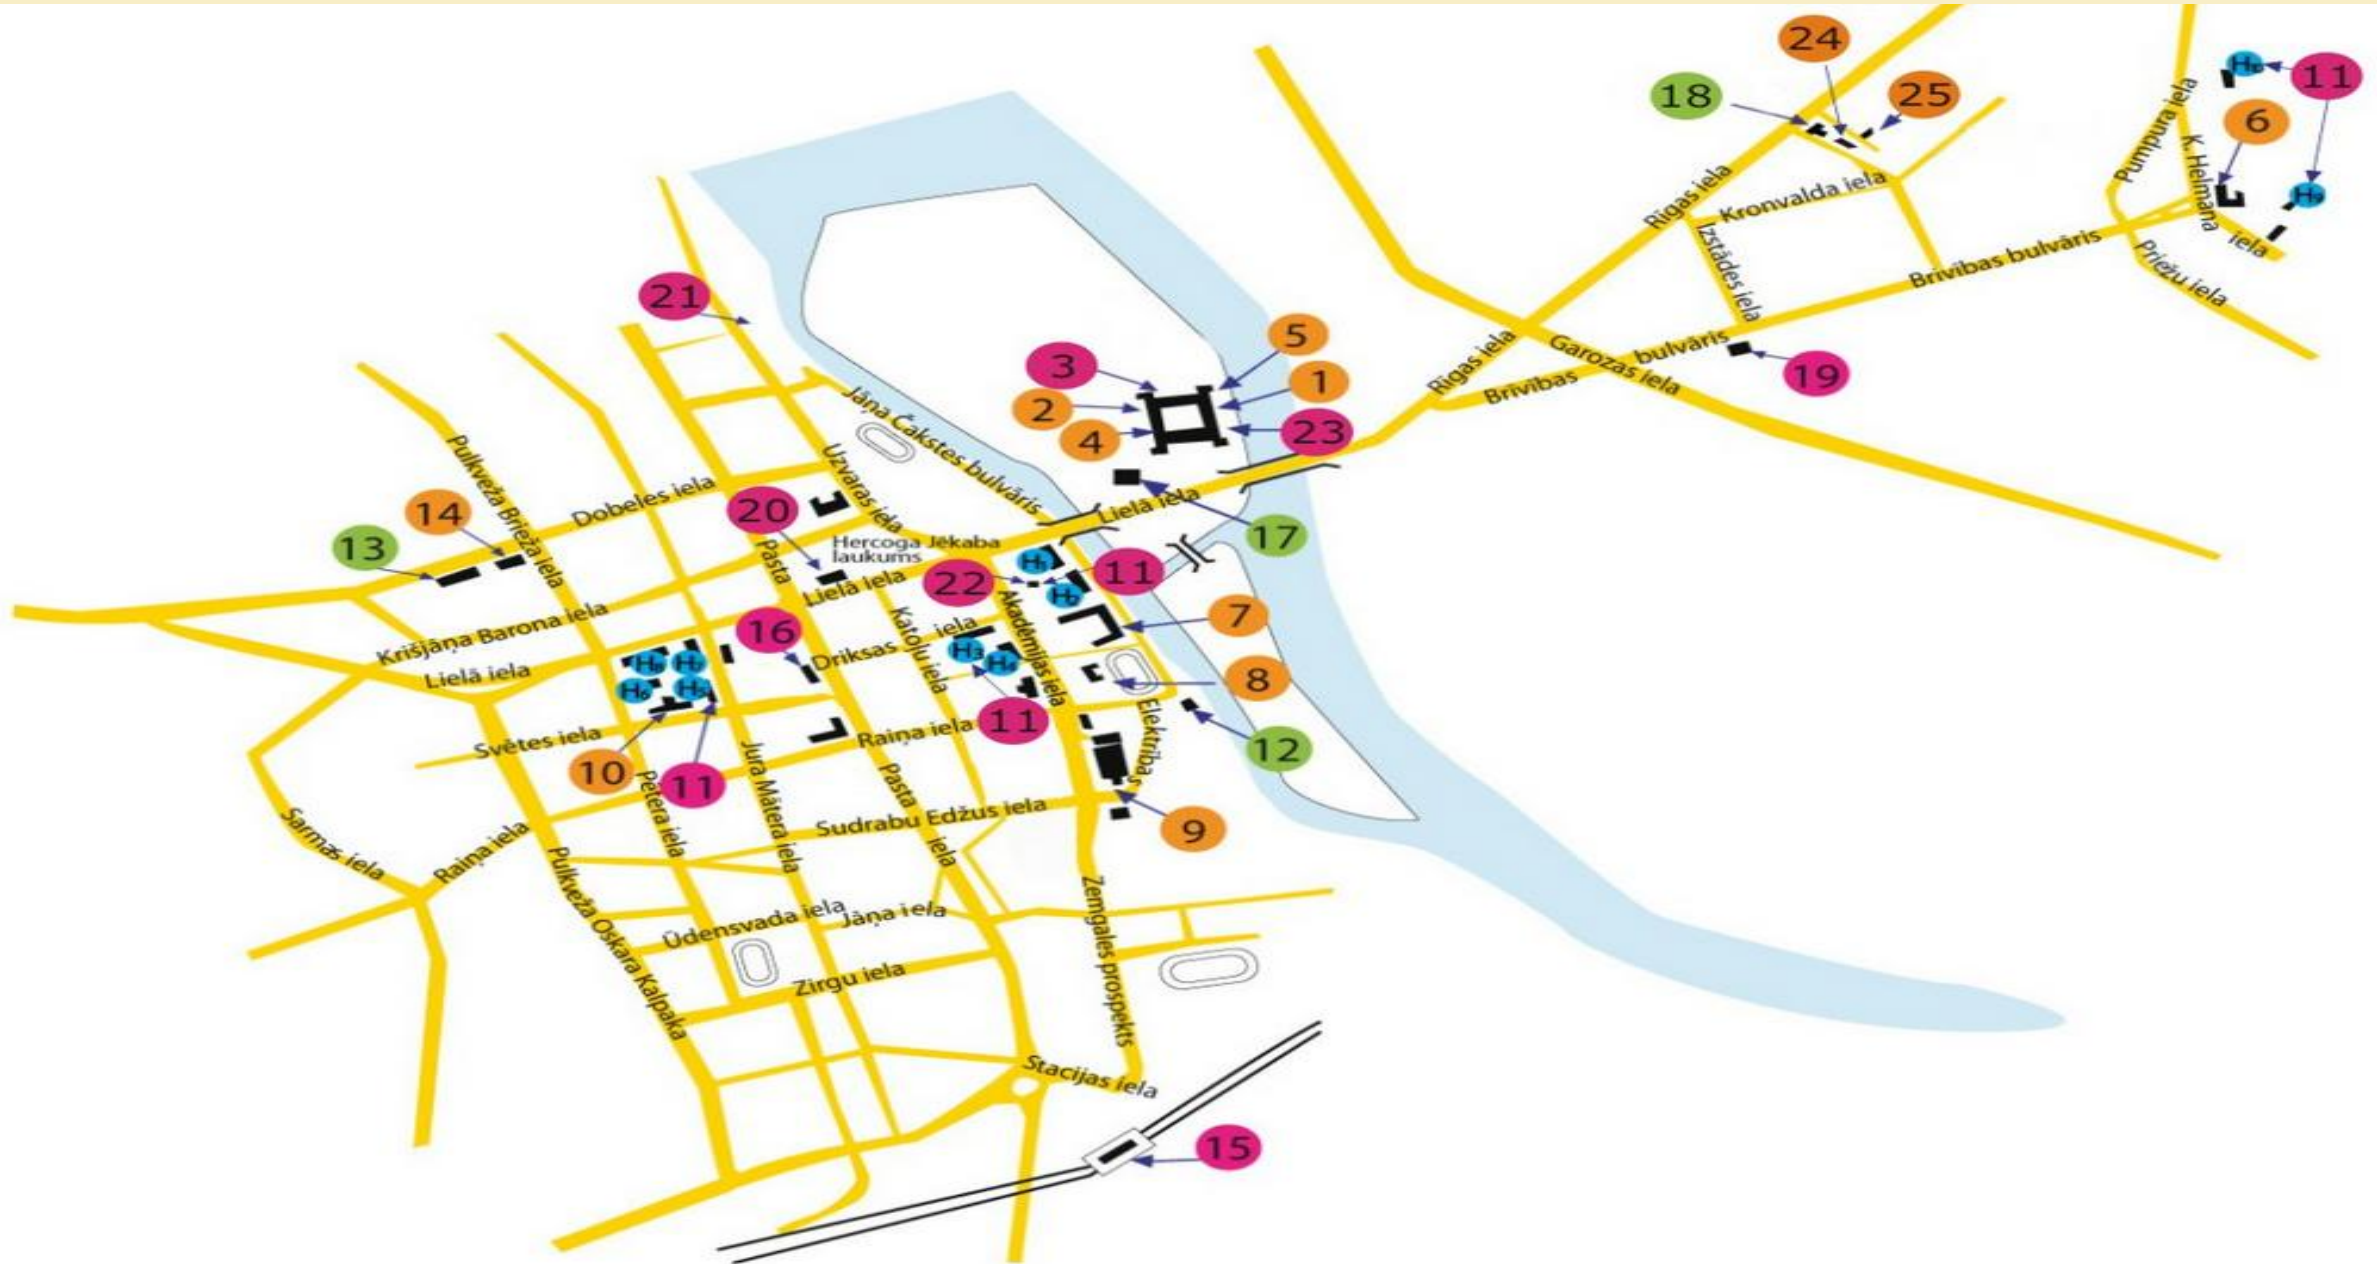 24
11
18
25
6
Pumpura iela
K. Helmaņa
iela
Rīgas iela
Kronvalda iela
H9
Izstādes iela
Brīvības bulvāris
Priežu iela
21
5
3
1
2
4
23
Rīgas iela
Garozas iela
Brīvības
bulvāris
19
Jāņa Čakstes bulvāris
Pulkveža Brieža iela
Uzvaras iela
14
Dobeles iela
20
Lielā iela
17
13
Hercoga Jēkaba
laukums
Pasta
H1
22
11
H2
Lielā iela
Akadēmijas iela
Krišjāņa Barona iela
16
Katoļu iela
Driksas
iela
7
H3
H4
Lielā iela
H7
H6
H5
8
11
Elektrības
12
Svētes iela
Raiņa iela
10
11
Pētera iela
Jura Mātera iela
Pasta
iela
Sudrabu Edžus iela
9
Sarmas iela
Raiņa iela
Pulkveža Oskara Kalpaka
Ūdensvada iela
Jāņa iela
Zemgales prospekts
Zirgu iela
Stacijas iela
15